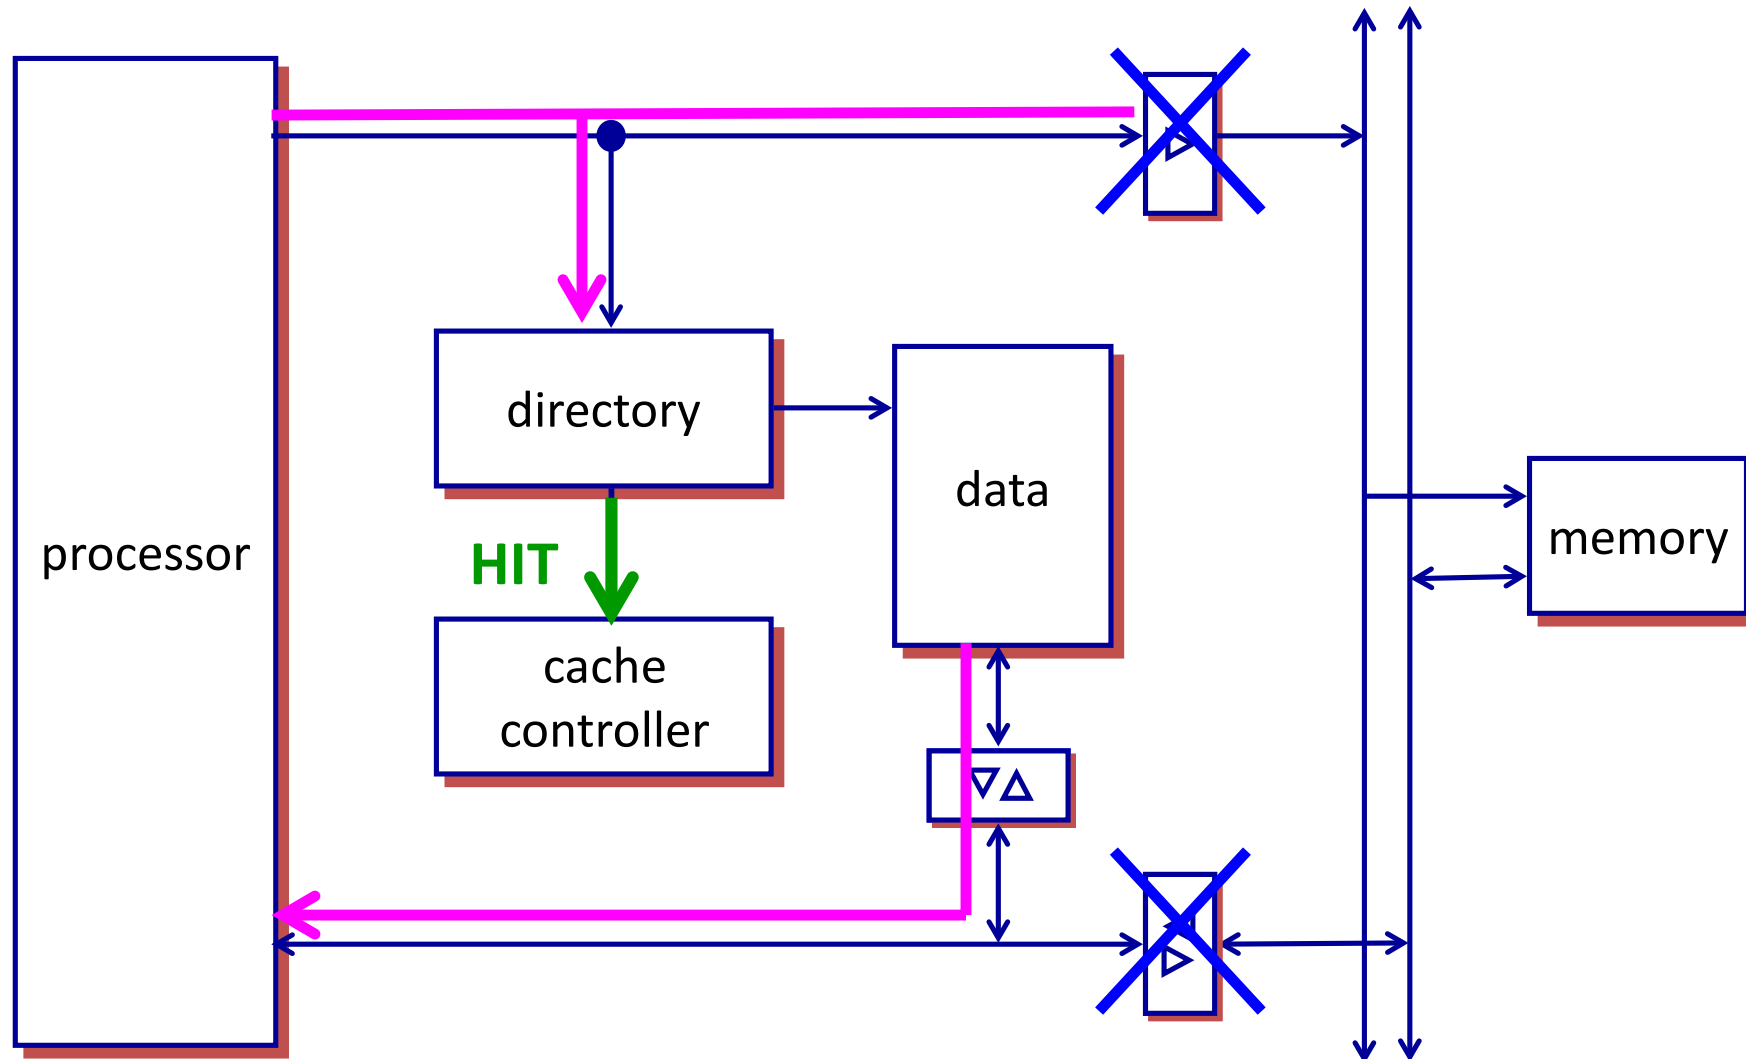 directory
data
processor
HIT
memory
cache
controller